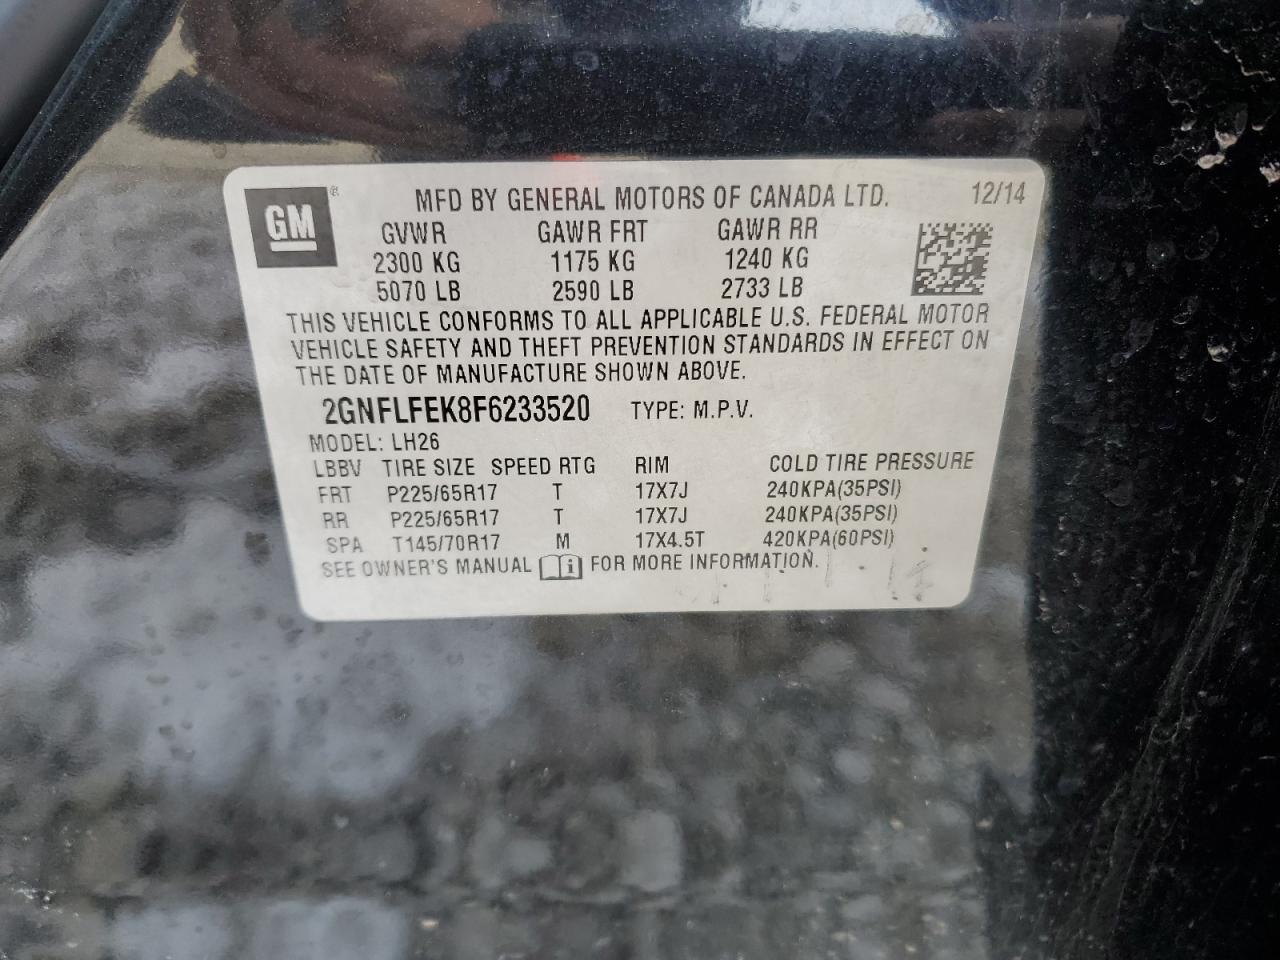 GM ®
MFD BY GENERAL MOTORS OF CANADA LTD. 12/14
GVWR GAWR FRT GAWR RR
2300 KG 1175 KG 1240 KG
5070 LB 2590 LB 2733 LB
THIS VEHICLE CONFORMS TO ALL APPLICABLE U.S. FEDERAL MOTOR
VEHICLE SAFETY AND THEFT PREVENTION STANDARDS IN EFFECT ON
THE DATE OF MANUFACTURE SHOWN ABOVE.
2GNFLFEK8F6233520 TYPE: M.P.V.
MODEL: LH26
LBBV TIRE SIZE SPEED RTG RIM COLD TIRE PRESSURE
FRT P225/65R17 T 17X7J 240KPA(35PSI)
RR P225/65R17 T 17X7J 240KPA(35PSI)
SPA T145/70R17 M 17X4.5T 420KPA(60PSI)
SEE OWNER'S MANUAL i FOR MORE INFORMATION.